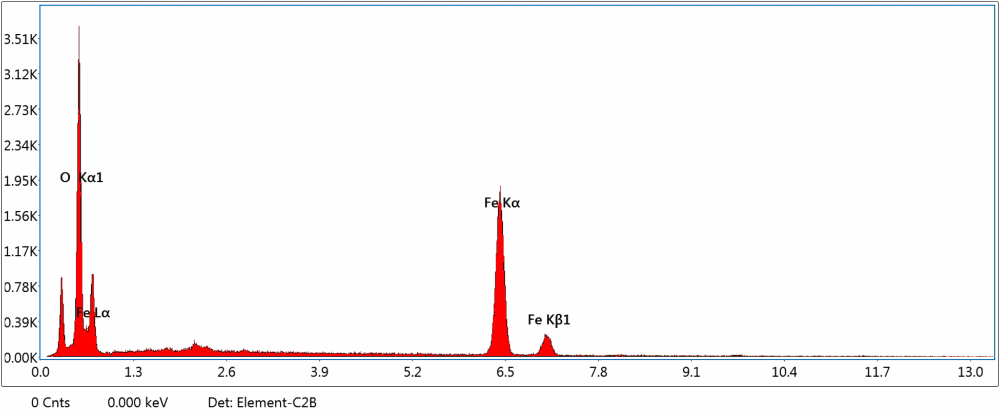 3.51K
3.12K
2.73K
2.34K
O Kα1
1.95K
Fe Kα
1.56K
1.17K
0.78K
Fe Lα
Fe Kβ1
0.39K
0.00K
0.0 1.3 2.6 3.9 5.2 6.5 7.8 9.1 10.4 11.7 13.0
0 Cnts 0.000 keV Det: Element-C2B